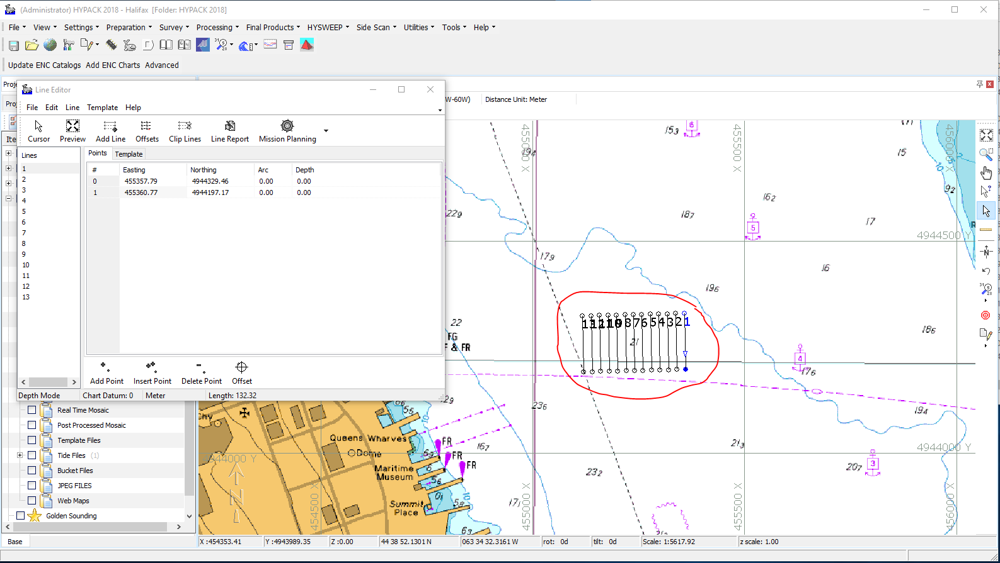 (Administrator) HYPACK 2018 - Halifax [Folder: HYPACK 2018]
File View Settings Preparation Survey Processing Final Products HYSWEEP Side Scan Utilities Tools Help
Update ENC Catalogs Add ENC Charts Advanced
Line Editor
W-60W) Distance Unit: Meter
File Edit Line Template Help
Cursor Preview Add Line Offsets Clip Lines Line Report Mission Planning
Lines
Points Template
# Easting Northing Arc Depth
0 455357.79 4944329.46 0.00 0.00
1 455360.77 4944197.17 0.00 0.00
1
2
3
4
5
6
7
8
9
10
11
12
13
Add Point Insert Point Delete Point Offset
Depth Mode Chart Datum: 0 Meter Length: 132.32
Real Time Mosaic
Post Processed Mosaic
Template Files
Tide Files (1)
Bucket Files
JPEG FILES
Web Maps
Golden Sounding
Base
455000 X
455500 X
456000 X
153
6
194
15
92
162
229
187
5
17
4944500 Y
10
179
16
196
22
FG
F & FR
13 12 11 10 9 8 7 6 5 4 3 2 1
21
186
4
176
236
194
Queens Wharves
Dome
Maritime
Museum
Summit
Place
FR
FR
FR
167
4944000 Y
213
4944000 Y
232
207
3
171
454500 X
455000 X
455500 X
456000 X
X :454353.41 Y :4943989.35 Z :0.00 44 38 52.1301 N 063 34 32.3161 W rot: 0d tilt: 0d Scale: 1:5617.92 z scale: 1.00